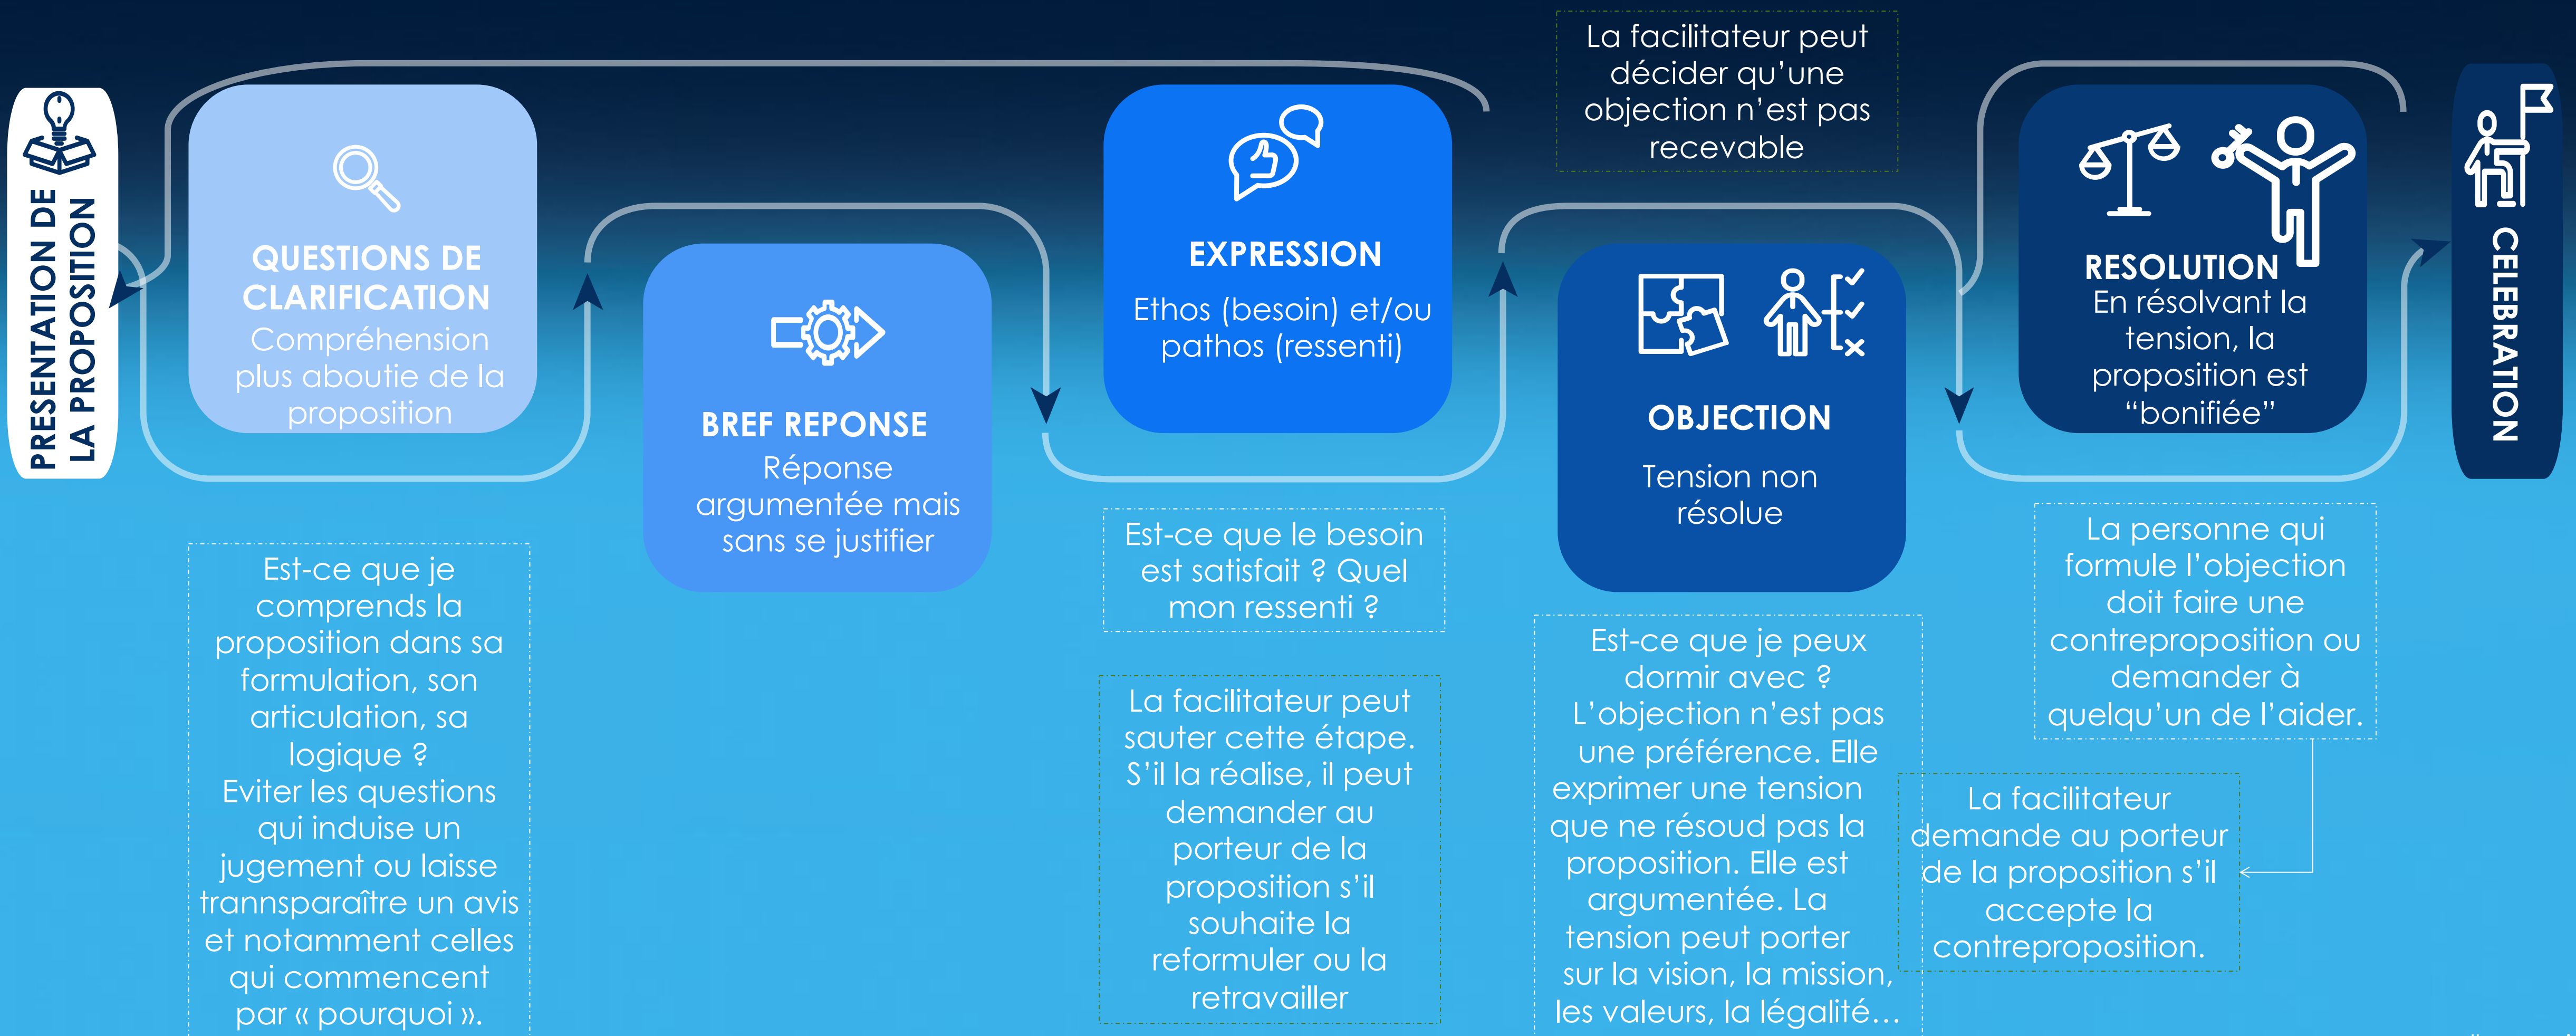 PRESENTATION DE
LA PROPOSITION
QUESTIONS DE
CLARIFICATION
Compréhension
plus aboutie de la
proposition
Est-ce que je
comprends la
proposition dans sa
formulation, son
articulation, sa
logique ?
Eviter les questions
qui induise un
jugement ou laisse
trannsparaître un avis
et notamment celles
qui commencent
par « pourquoi ».
BREF REPONSE
Réponse
argumentée mais
sans se justifier
EXPRESSION
Ethos (besoin) et/ou
pathos (ressenti)
Est-ce que le besoin
est satisfait ? Quel
mon ressenti ?
La facilitateur peut
sauter cette étape.
S'il la réalise, il peut
demander au
porteur de la
proposition s'il
souhaite la
reformuler ou la
retravailler
La facilitateur peut
décider qu'une
objection n'est pas
recevable
OBJECTION
Tension non
résolue
Est-ce que je peux
dormir avec ?
L'objection n'est pas
une préférence. Elle
exprimer une tension
que ne résoud pas la
proposition. Elle est
argumentée. La
tension peut porter
sur la vision, la mission,
les valeurs, la légalité…
RESOLUTION
En résolvant la
tension, la
proposition est
“bonifiée”
La personne qui
formule l'objection
doit faire une
contreproposition ou
demander à
quelqu'un de l'aider.
La facilitateur
demande au porteur
de la proposition s'il
accepte la
contreproposition.
CELEBRATION